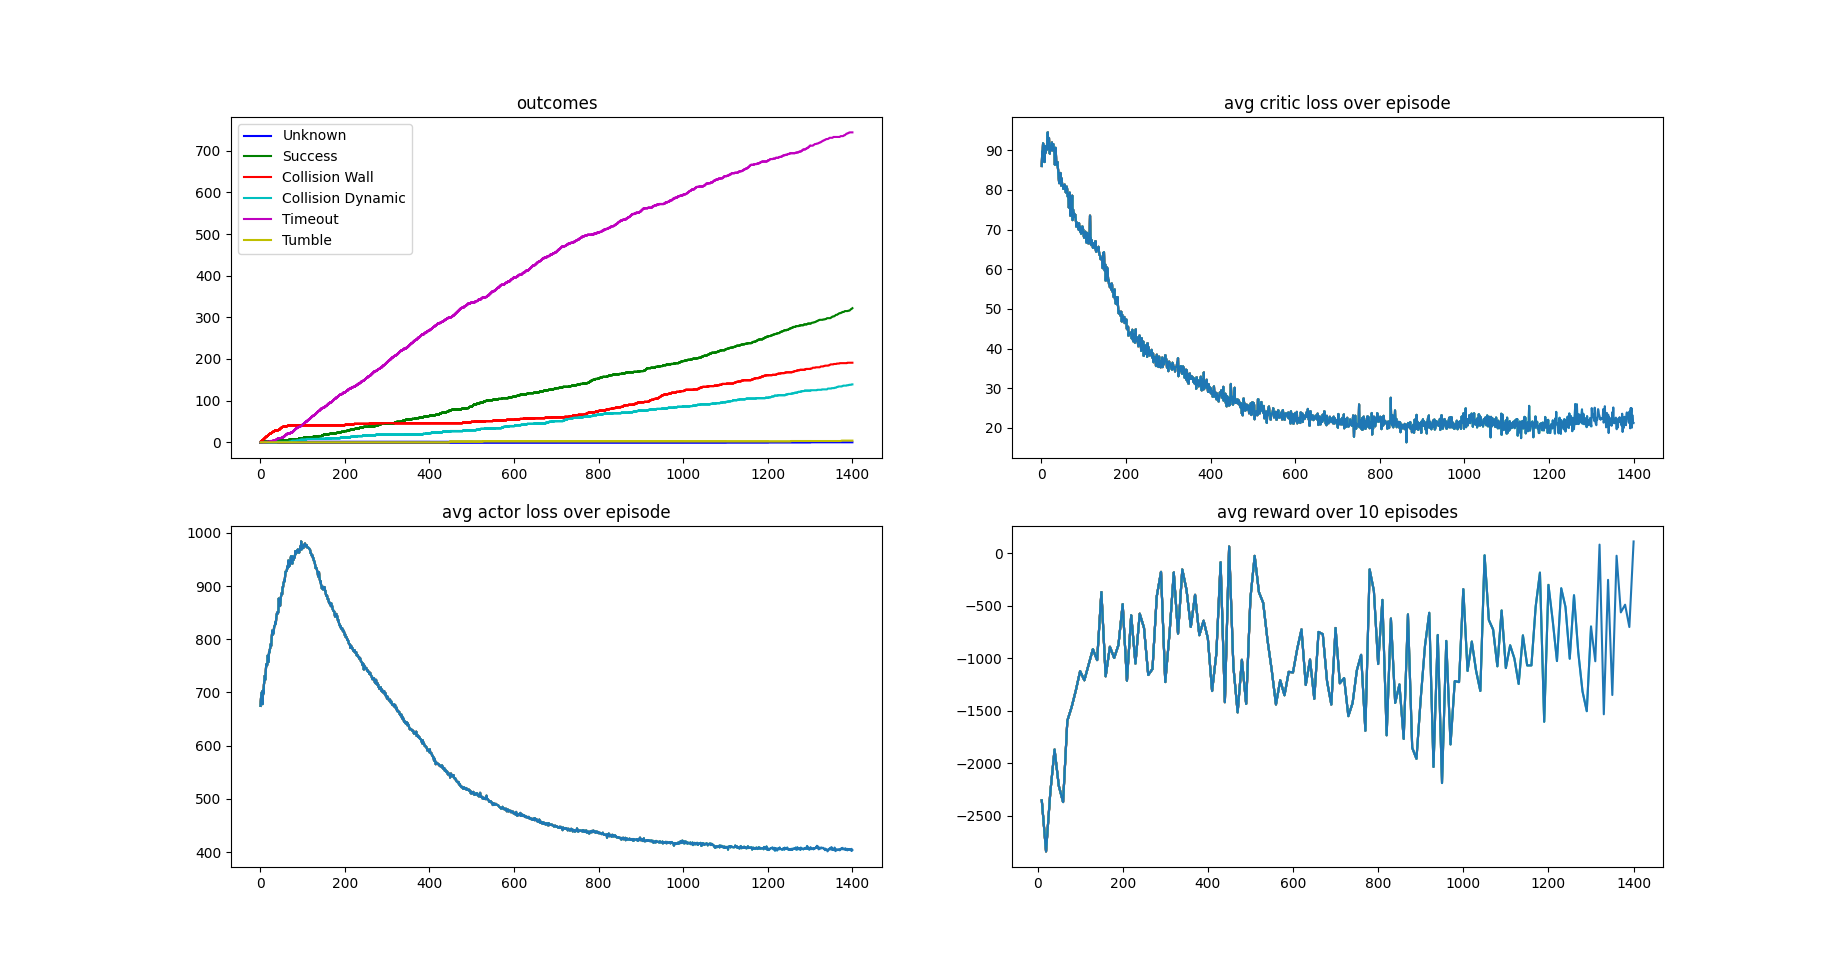 outcomes
700
600
500
400
300
200
100
0
Unknown
Success
Collision Wall
Collision Dynamic
Timeout
Tumble
0 200 400 600 800 1000 1200 1400
avg critic loss over episode
90
80
70
60
50
40
30
20
0 200 400 600 800 1000 1200 1400
avg actor loss over episode
1000
900
800
700
600
500
400
0 200 400 600 800 1000 1200 1400
avg reward over 10 episodes
0
−500
−1000
−1500
−2000
−2500
0 200 400 600 800 1000 1200 1400